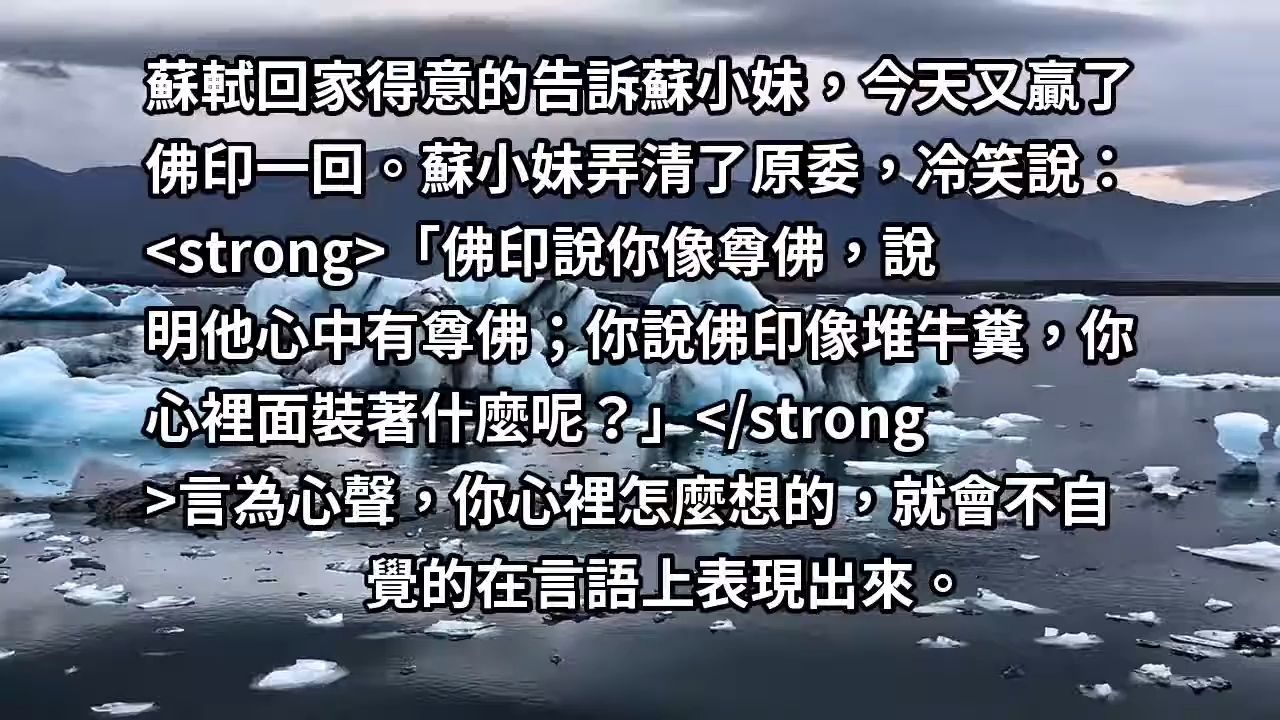 蘇軾回家得意的告訴蘇小妹，今天又贏了
佛印一回。蘇小妹弄清了原委，冷笑說：
<strong>「佛印說你像尊佛，說
明他心中有尊佛；你說佛印像堆牛糞，你
心裡面裝著什麼呢？」</strong
>言為心聲，你心裡怎麼想的，就會不自
覺的在言語上表現出來。